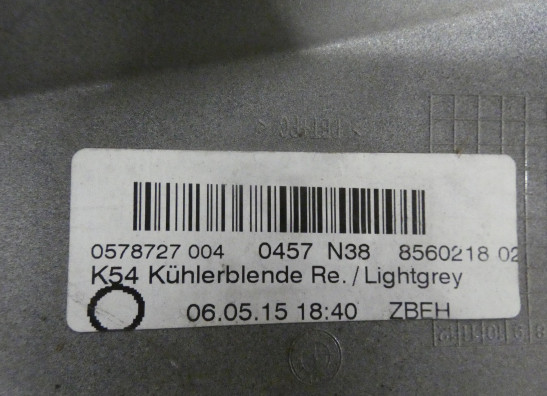 0578727 004 0457 N38 8560218 02
K54 Kühlerblende Re. / Lightgrey
06.05.15 18:40 ZBEH